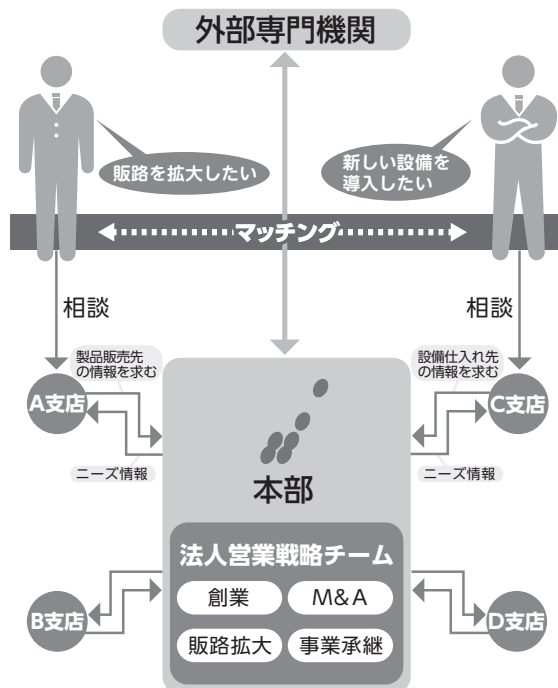 外部専門機関
販路を拡大したい
新しい設備を
導入したい
マッチング
相談
相談
製品販売先
の情報を求む
設備仕入れ先
の情報を求む
A支店
C支店
ニーズ情報
ニーズ情報
本部
法人営業戦略チーム
創業
M&A
販路拡大
事業承継
B支店
D支店